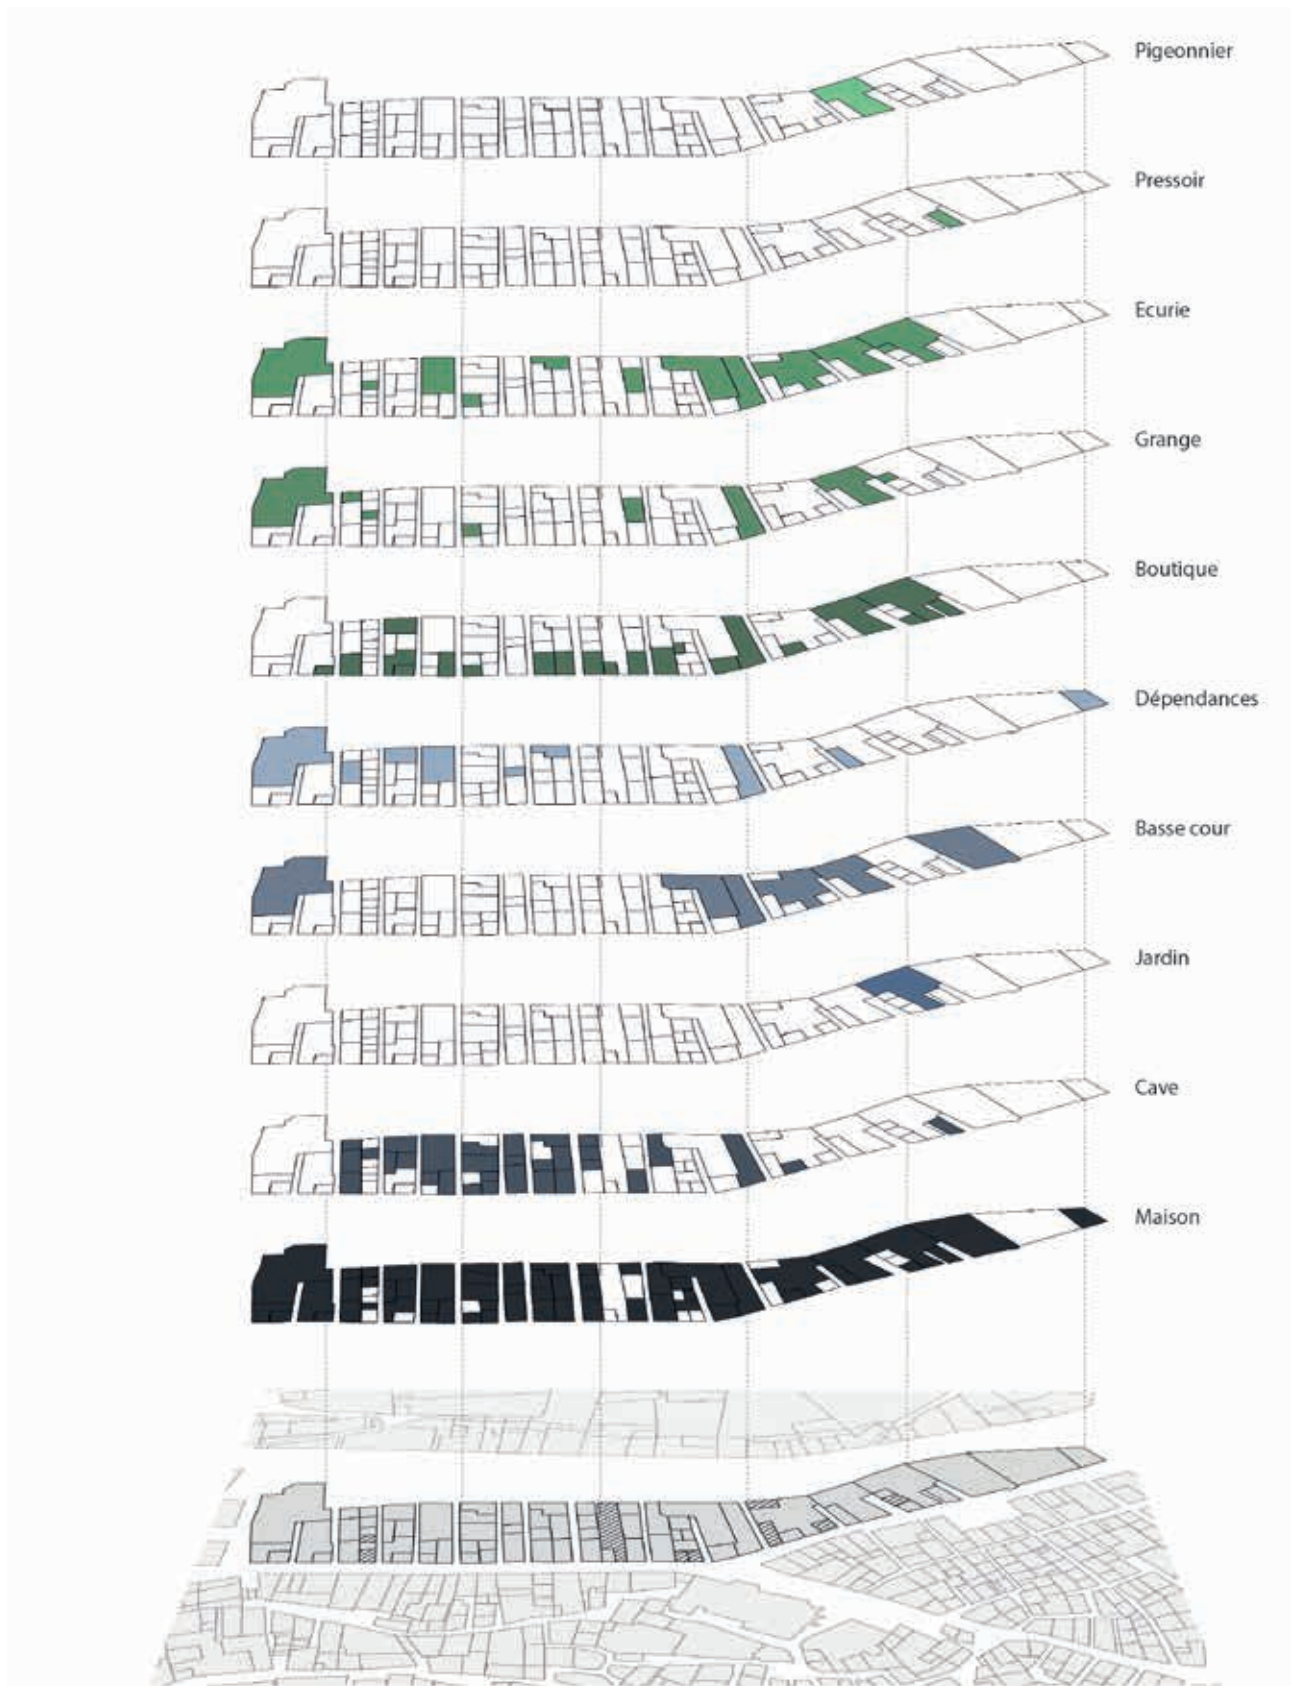 Pigeonnier
Pressoir
Ecurie
Grange
Boutique
Dépendances
Basse cour
Jardin
Cave
Maison